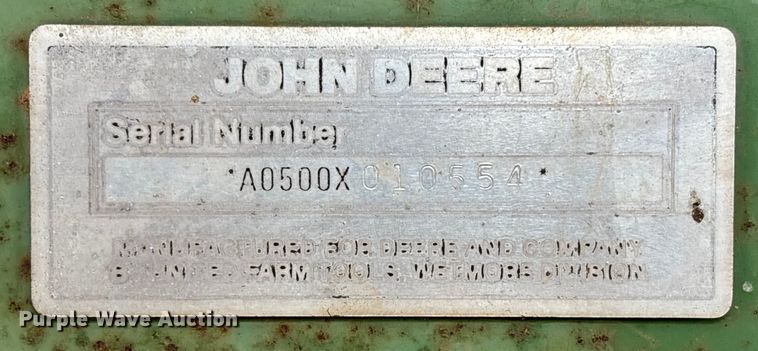 JOHN DEERE
Serial Number
*A0500X010554*
MANUFACTURED FOR DEERE AND COMPANY
BY UNITED FARM TOOLS, WETMORE DIVISION
Purple Wave Auction